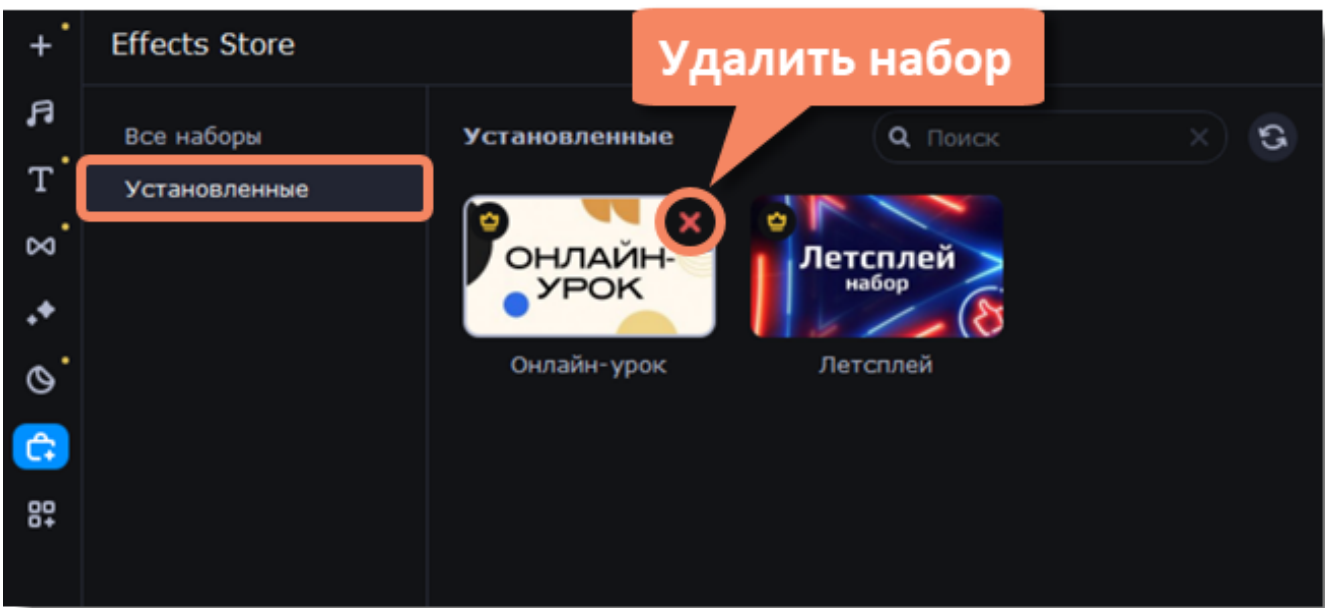 Effects Store
Удалить набор
Все наборы
Установленные
Установленные
Поиск
ОНЛАЙН-
УРОК
Летсплей
набор
Онлайн-урок
Летсплей